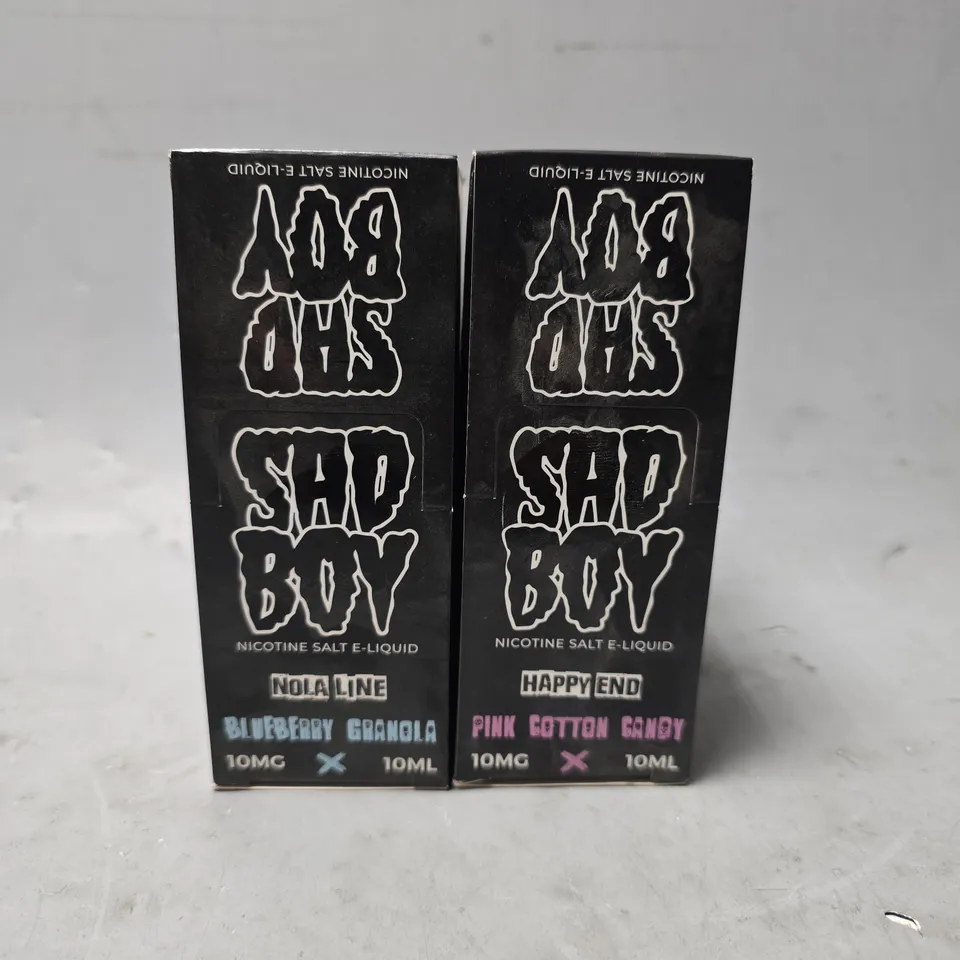 NICOTINE SALT E-LIQUID
SAD
BOY
SAD
BOY
NICOTINE SALT E-LIQUID
NOLA LINE
BLUEBERRY GRANOLA
10MG X 10ML
NICOTINE SALT E-LIQUID
SAD
BOY
SAD
BOY
NICOTINE SALT E-LIQUID
HAPPY END
PINK COTTON CANDY
10MG X 10ML